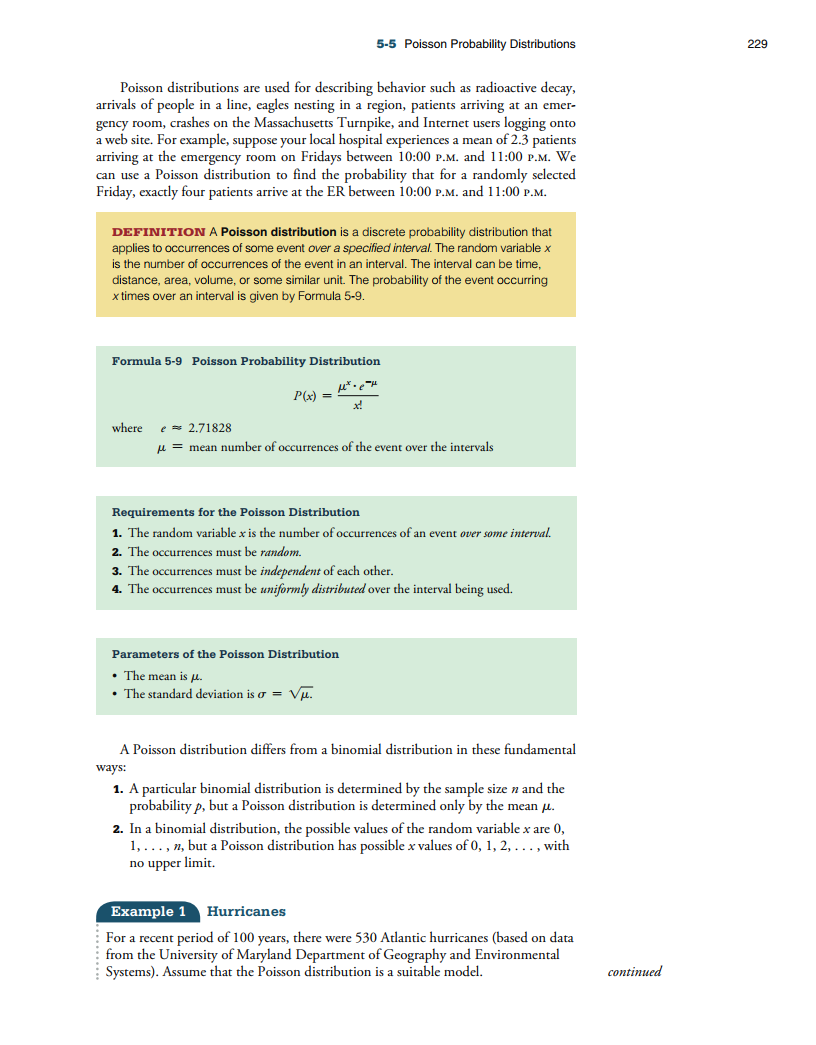 5-5 Poisson Probability Distributions 229
Poisson distributions are used for describing behavior such as radioactive decay,
arrivals of people in a line, eagles nesting in a region, patients arriving at an emer-
gency room, crashes on the Massachusetts Turnpike, and Internet users logging onto
a web site. For example, suppose your local hospital experiences a mean of 2.3 patients
arriving at the emergency room on Fridays between 10:00 P.M. and 11:00 P.M. We
can use a Poisson distribution to find the probability that for a randomly selected
Friday, exactly four patients arrive at the ER between 10:00 P.M. and 11:00 P.M.
DEFINITION A Poisson distribution is a discrete probability distribution that
applies to occurrences of some event over a specified interval. The random variable x
is the number of occurrences of the event in an interval. The interval can be time,
distance, area, volume, or some similar unit. The probability of the event occurring
x times over an interval is given by Formula 5-9.
Formula 5-9 Poisson Probability Distribution
P(x) = μ^x · e^−μ / x!
where e ≈ 2.71828
μ = mean number of occurrences of the event over the intervals
Requirements for the Poisson Distribution
1. The random variable x is the number of occurrences of an event over some interval.
2. The occurrences must be random.
3. The occurrences must be independent of each other.
4. The occurrences must be uniformly distributed over the interval being used.
Parameters of the Poisson Distribution
• The mean is μ.
• The standard deviation is σ = √μ.
A Poisson distribution differs from a binomial distribution in these fundamental
ways:
1. A particular binomial distribution is determined by the sample size n and the
probability p, but a Poisson distribution is determined only by the mean μ.
2. In a binomial distribution, the possible values of the random variable x are 0,
1, . . . , n, but a Poisson distribution has possible x values of 0, 1, 2, . . . , with
no upper limit.
Example 1 Hurricanes
For a recent period of 100 years, there were 530 Atlantic hurricanes (based on data
from the University of Maryland Department of Geography and Environmental
Systems). Assume that the Poisson distribution is a suitable model.
continued